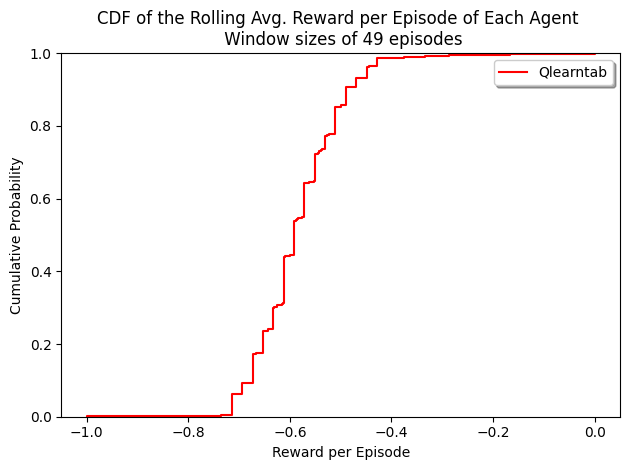 CDF of the Rolling Avg. Reward per Episode of Each Agent
Window sizes of 49 episodes
Qlearntab
1.0
0.8
0.6
0.4
0.2
0.0
Cumulative Probability
−1.0
−0.8
−0.6
−0.4
−0.2
0.0
Reward per Episode